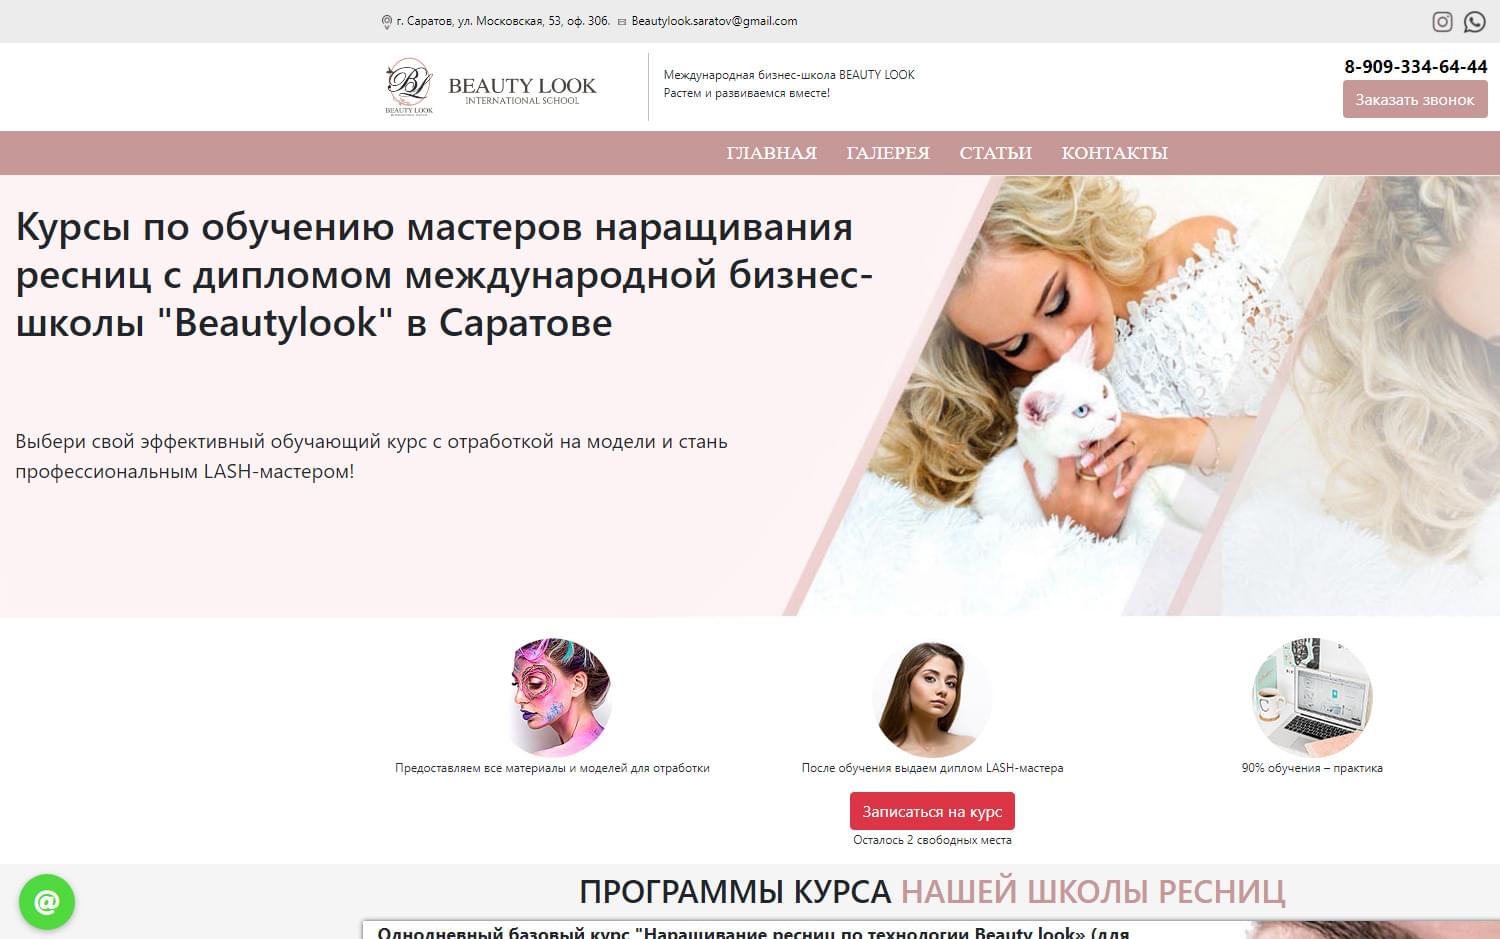 г. Саратов, ул. Московская, 53, оф. 306. Beautylook.saratov@gmail.com
BL
BEAUTY LOOK
BEAUTY LOOK
INTERNATIONAL SCHOOL
Международная бизнес-школа BEAUTY LOOK
Растем и развиваемся вместе!
8-909-334-64-44
Заказать звонок
ГЛАВНАЯ ГАЛЕРЕЯ СТАТЬИ КОНТАКТЫ
Курсы по обучению мастеров наращивания
ресниц с дипломом международной бизнес-
школы "Beautylook" в Саратове
Выбери свой эффективный обучающий курс с отработкой на модели и стань
профессиональным LASH-мастером!
Предоставляем все материалы и моделей для отработки
После обучения выдаем диплом LASH-мастера
90% обучения – практика
Записаться на курс
Осталось 2 свободных места
@
ПРОГРАММЫ КУРСА НАШЕЙ ШКОЛЫ РЕСНИЦ
Однодневный базовый курс "Наращивание ресниц по технологии Beauty look» (для